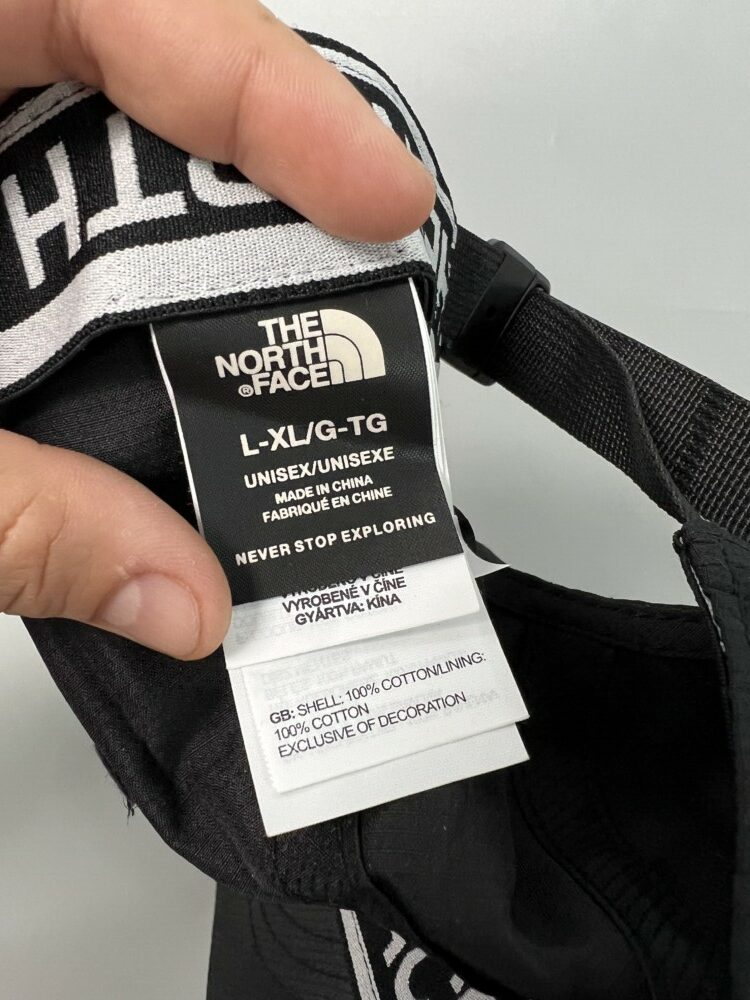 THE
NORTH
FACE
L-XL/G-TG
UNISEX/UNISEXE
MADE IN CHINA
FABRIQUÉ EN CHINE
NEVER STOP EXPLORING
VYROBENÉ V ČÍNE
GYÁRTVA: KÍNA
GB: SHELL: 100% COTTON/LINING:
100% COTTON
EXCLUSIVE OF DECORATION